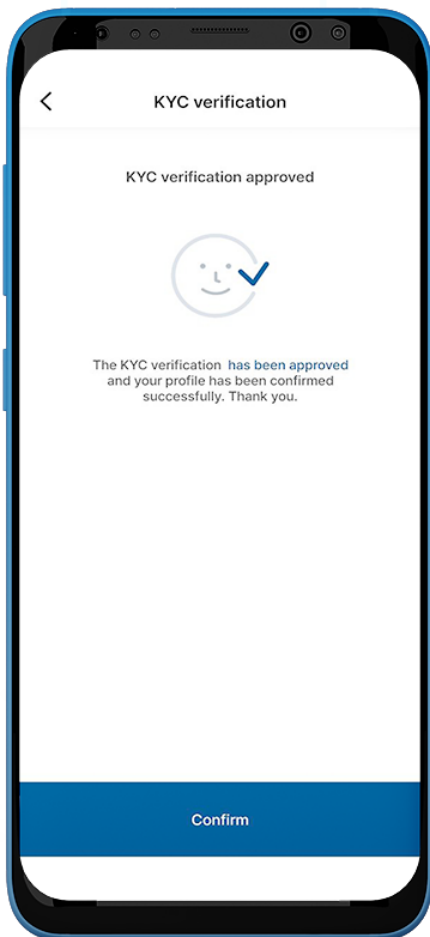 KYC verification
KYC verification approved
The KYC verification has been approved
and your profile has been confirmed
successfully. Thank you.
Confirm